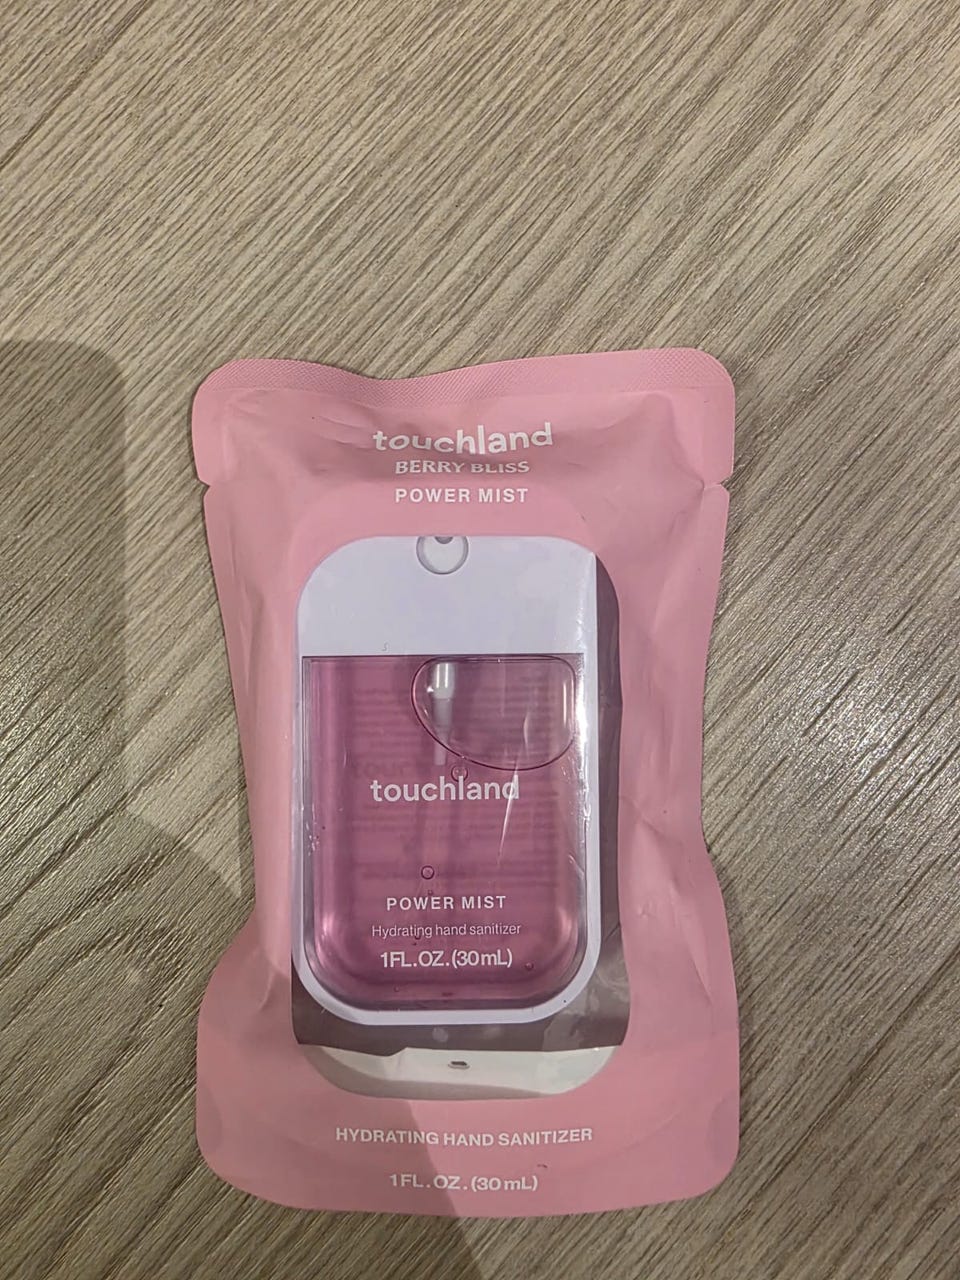 touchland
BERRY BLISS
POWER MIST
touchland
POWER MIST
Hydrating hand sanitizer
1FL.OZ.(30mL)
HYDRATING HAND SANITIZER
1FL.OZ.(30mL)